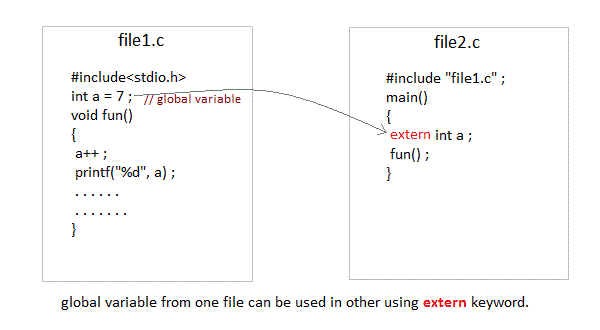 file1.c
#include<stdio.h>
int a = 7 ; // global variable
void fun()
{
a++ ;
printf("%d", a) ;
. . . . . .
. . . . . . .
}
file2.c
#include "file1.c" ;
main()
{
extern int a ;
fun() ;
}
global variable from one file can be used in other using extern keyword.